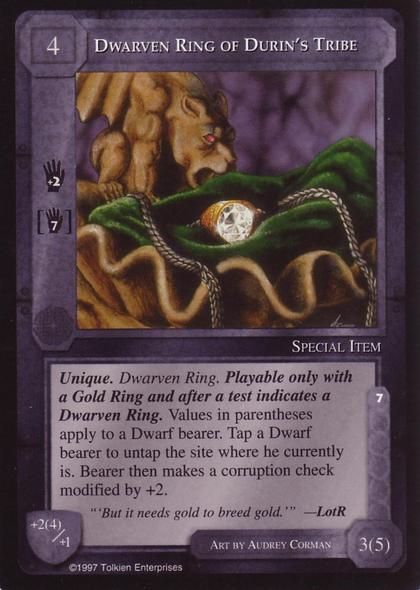 4
DWARVEN RING OF DURIN'S TRIBE
+2
[7]
SPECIAL ITEM
Unique. Dwarven Ring. Playable only with
a Gold Ring and after a test indicates a
Dwarven Ring. Values in parentheses
apply to a Dwarf bearer. Tap a Dwarf
bearer to untap the site where he currently
is. Bearer then makes a corruption check
modified by +2.
7
"'But it needs gold to breed gold.'" —LotR
+2(4)/+1
ART BY AUDREY CORMAN
3(5)
©1997 Tolkien Enterprises